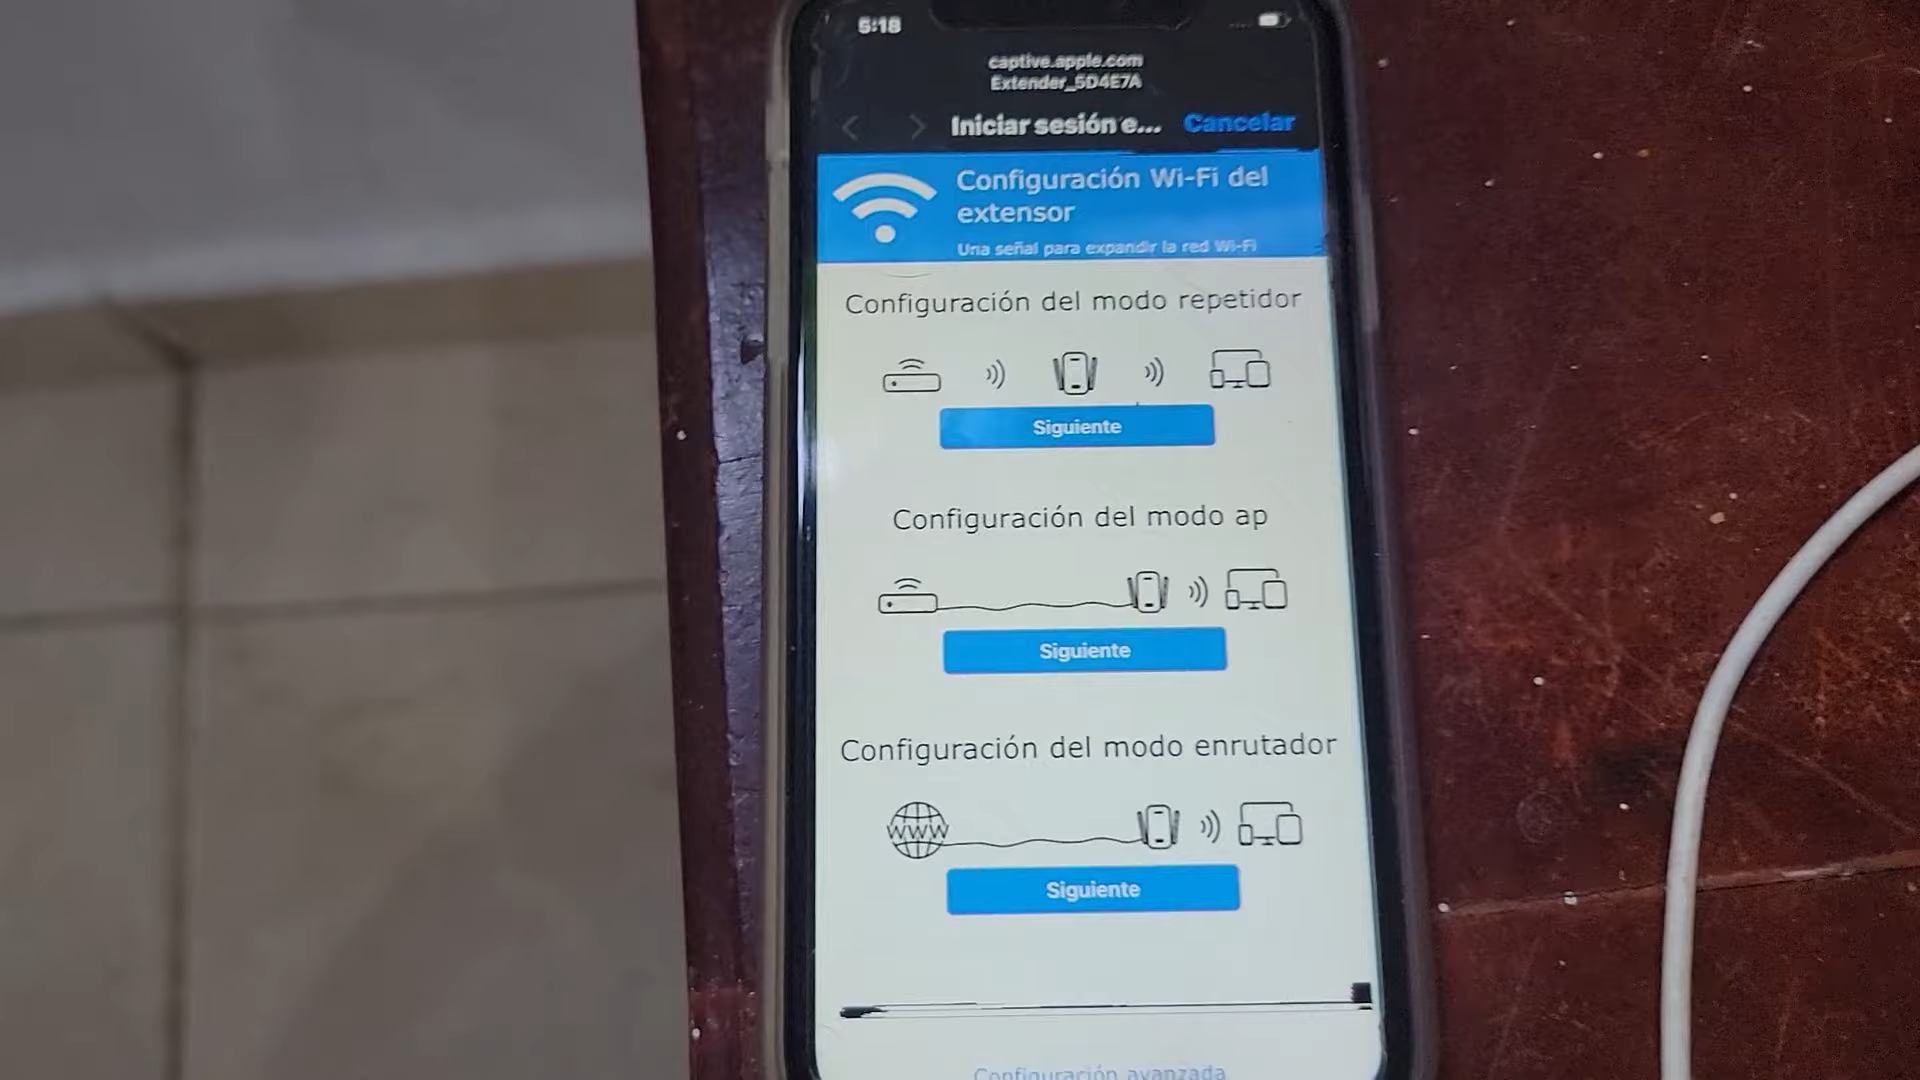 5:18
captive.apple.com
Extender_5D4E7A
Iniciar sesión e...
Cancelar
Configuración Wi-Fi del
extensor
Una señal para expandir la red Wi-Fi
Configuración del modo repetidor
Siguiente
Configuración del modo ap
Siguiente
Configuración del modo enrutador
WWW
Siguiente
Configuración avanzada